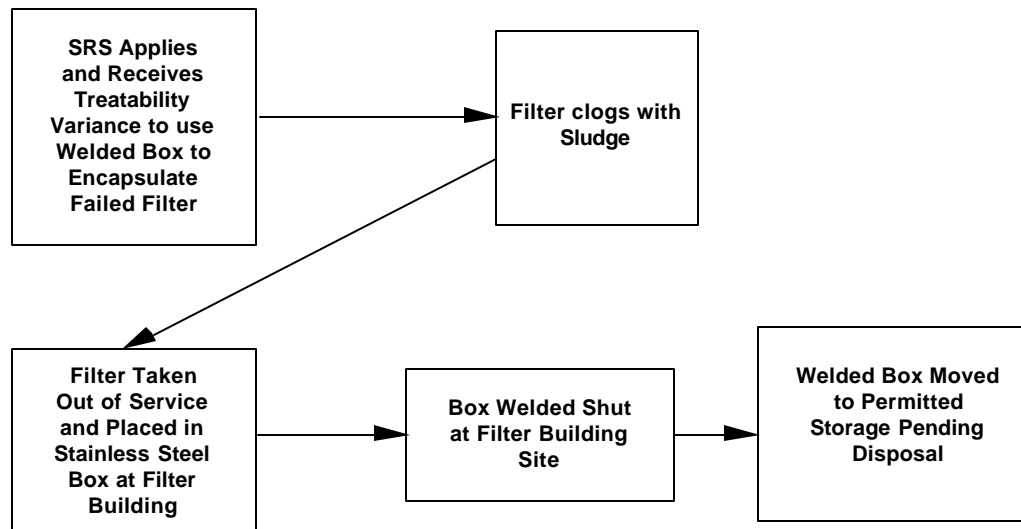 SRS Applies
and Receives
Treatability
Variance to use
Welded Box to
Encapsulate
Failed Filter
Filter clogs with
Sludge
Filter Taken
Out of Service
and Placed in
Stainless Steel
Box at Filter
Building
Box Welded Shut
at Filter Building
Site
Welded Box Moved
to Permitted
Storage Pending
Disposal